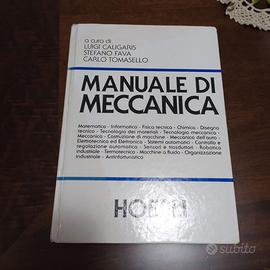 a cura di
LUIGI CALIGARIS
STEFANO FAVA
CARLO TOMASELLO
MANUALE DI
MECCANICA
Matematica - Informatica - Fisica tecnica - Chimica - Disegno
tecnico - Tecnologia dei materiali - Tecnologia meccanica -
Meccanica - Costruzione di macchine - Meccanica dell'auto -
Elettrotecnica ed Elettronica - Sistemi automatici - Controllo e
regolazione automatica - Sensori e trasduttori - Robotica
industriale - Termotecnica - Macchine a fluido - Organizzazione
industriale - Antinfortunistica
HOEPLI
subito